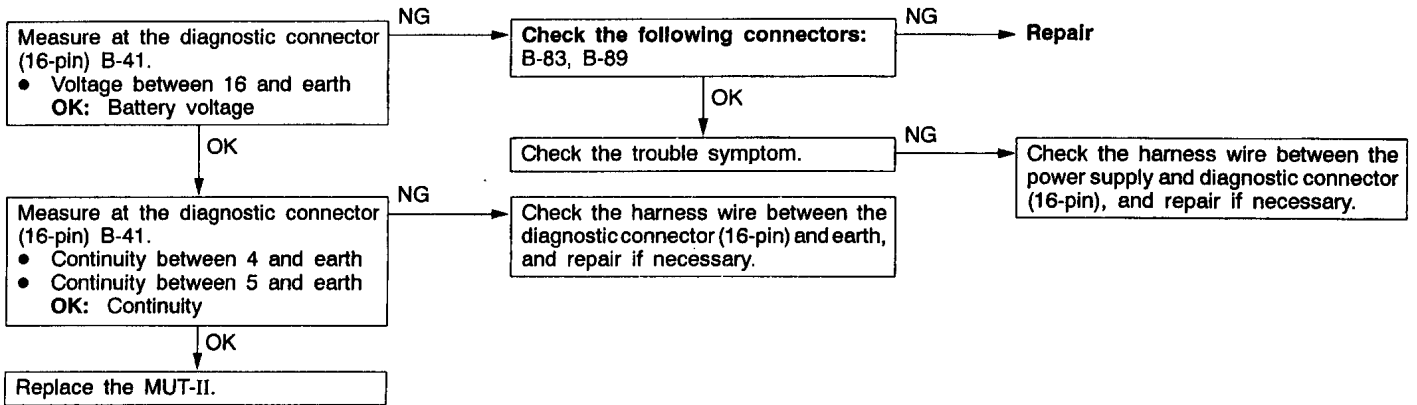 Measure at the diagnostic connector
(16-pin) B-41.
● Voltage between 16 and earth
OK: Battery voltage
NG
Check the following connectors:
B-83, B-89
NG
Repair
OK
OK
Check the trouble symptom.
NG
Check the harness wire between the
power supply and diagnostic connector
(16-pin), and repair if necessary.
Measure at the diagnostic connector
(16-pin) B-41.
● Continuity between 4 and earth
● Continuity between 5 and earth
OK: Continuity
NG
Check the harness wire between the
diagnostic connector (16-pin) and earth,
and repair if necessary.
OK
Replace the MUT-II.